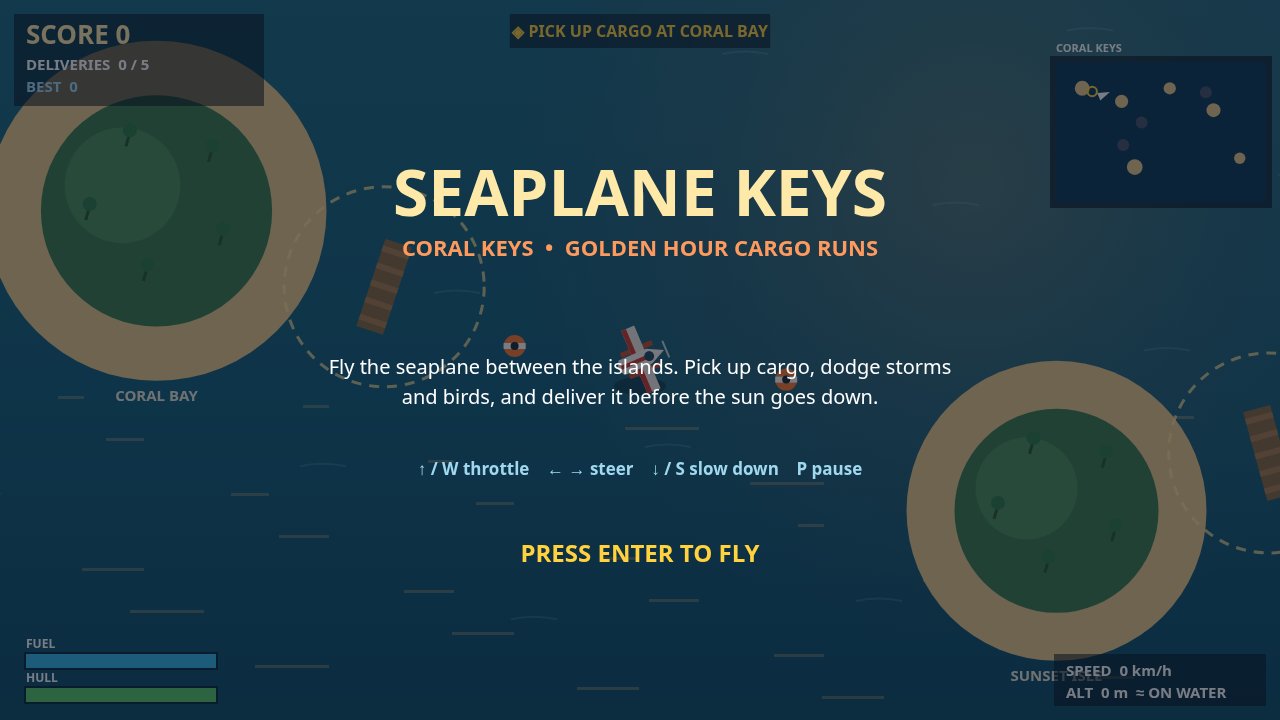 SCORE 0
DELIVERIES 0 / 5
BEST 0
◈ PICK UP CARGO AT CORAL BAY
CORAL KEYS
SEAPLANE KEYS
CORAL KEYS • GOLDEN HOUR CARGO RUNS
Fly the seaplane between the islands. Pick up cargo, dodge storms
and birds, and deliver it before the sun goes down.
CORAL BAY
↑ / W throttle ← → steer ↓ / S slow down P pause
PRESS ENTER TO FLY
FUEL
HULL
SUNSET ISLE
SPEED 0 km/h
ALT 0 m ≈ ON WATER